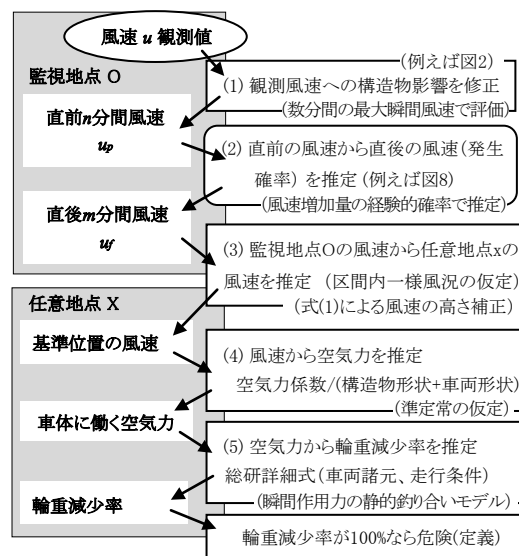 風速 u 観測値
監視地点 O
(例えば図2)
(1) 観測風速への構造物影響を修正
(数分間の最大瞬間風速で評価)
直前n分間風速
up
(2) 直前の風速から直後の風速(発生
確率) を推定 (例えば図8)
(風速増加量の経験的確率で推定)
直後m分間風速
uf
(3) 監視地点Oの風速から任意地点xの
風速を推定 (区間内一様風況の仮定)
(式(1)による風速の高さ補正)
任意地点 X
基準位置の風速
(4) 風速から空気力を推定
空気力係数/(構造物形状+車両形状)
(準定常の仮定)
車体に働く空気力
(5) 空気力から輪重減少率を推定
総研詳細式(車両諸元、走行条件)
(瞬間作用力の静的釣り合いモデル)
輪重減少率
輪重減少率が100%なら危険(定義)